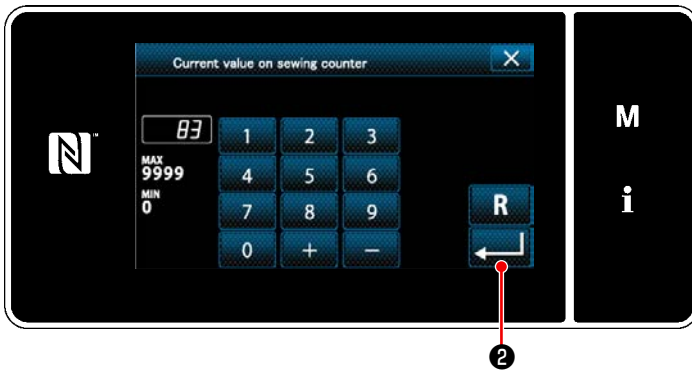 Current value on sewing counter
83
MAX
9999
MIN
0
1 2 3
4 5 6
7 8 9
0 + −
R
M
i
N™
❷